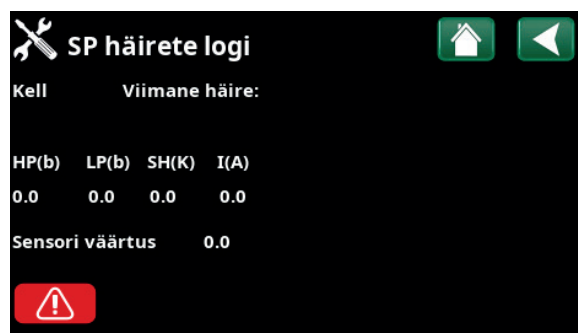 SP häirete logi
Kell Viimane häire:
HP(b) LP(b) SH(K) I(A)
0.0 0.0 0.0 0.0
Sensori väärtus 0.0